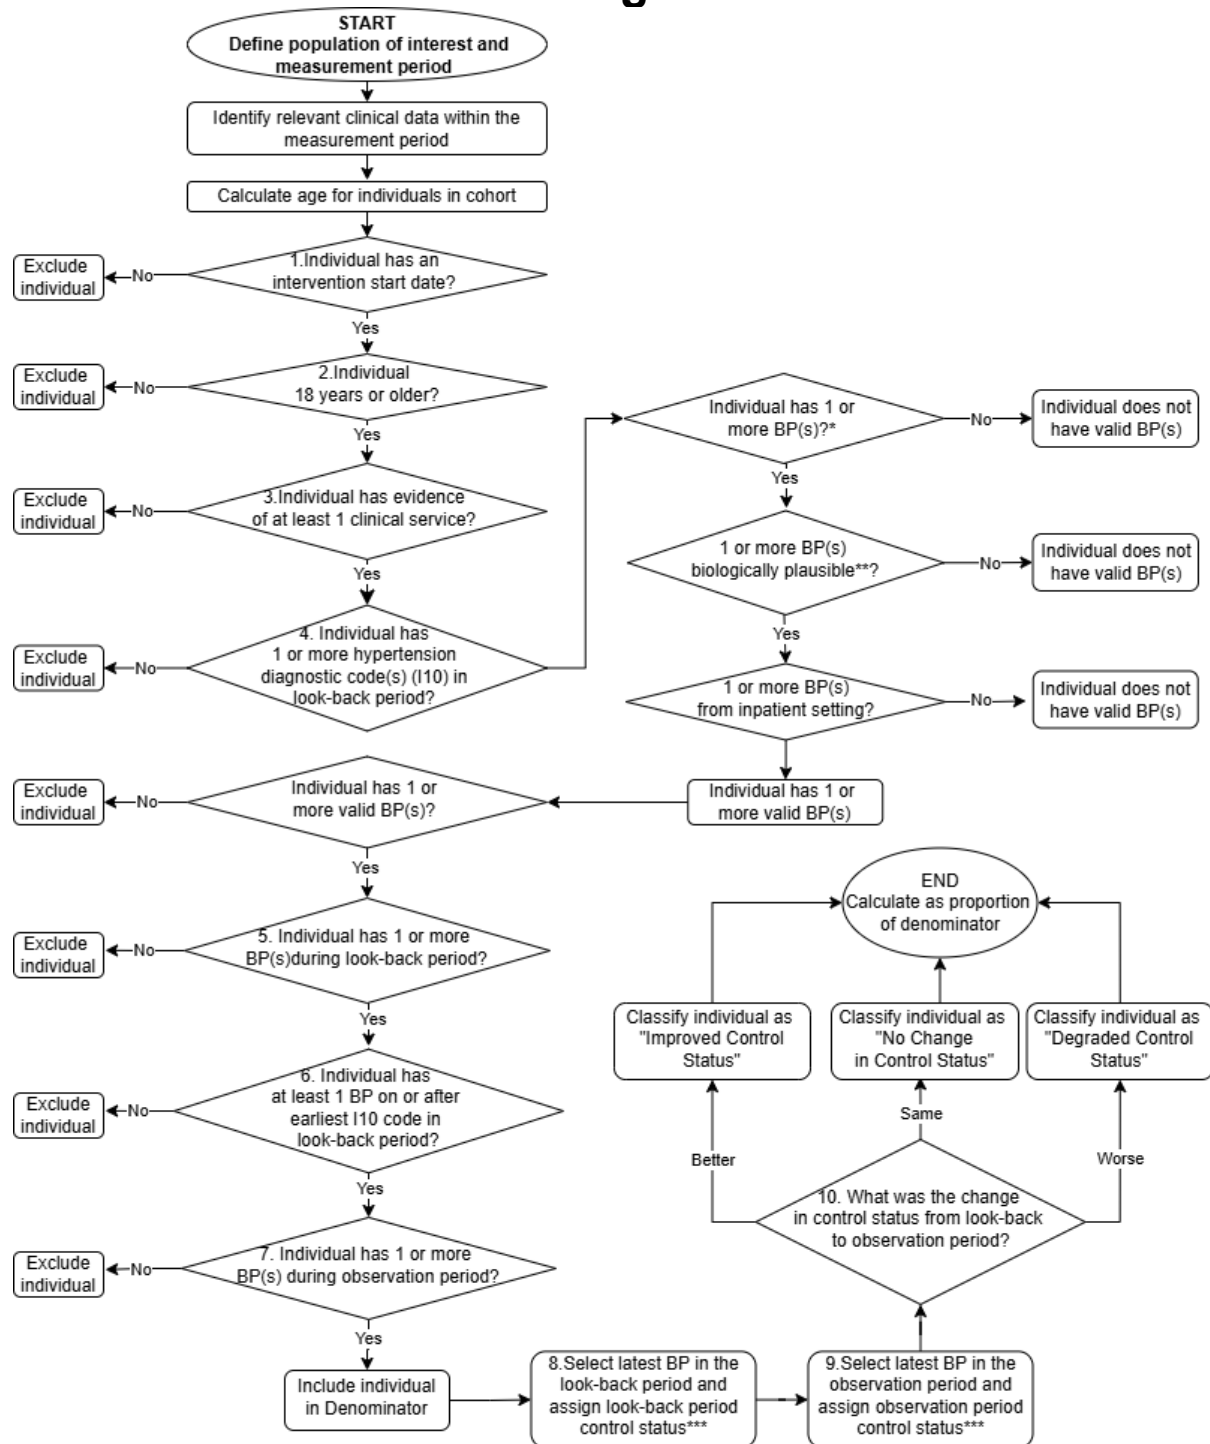 START
Define population of interest and
measurement period
Identify relevant clinical data within the
measurement period
Calculate age for individuals in cohort
1.Individual has an
intervention start date?
No
Exclude
individual
Yes
2.Individual
18 years or older?
No
Exclude
individual
Yes
3.Individual has evidence
of at least 1 clinical service?
No
Exclude
individual
Yes
4. Individual has
1 or more hypertension
diagnostic code(s) (I10) in
look-back period?
No
Exclude
individual
Individual has 1 or
more BP(s)?*
No
Individual does not
have valid BP(s)
Yes
1 or more BP(s)
biologically plausible**?
No
Individual does not
have valid BP(s)
Yes
1 or more BP(s)
from inpatient setting?
No
Individual does not
have valid BP(s)
Individual has 1 or
more valid BP(s)
Individual has 1 or
more valid BP(s)?
No
Exclude
individual
Yes
5. Individual has 1 or more
BP(s)during look-back period?
No
Exclude
individual
Yes
6. Individual has
at least 1 BP on or after
earliest I10 code in
look-back period?
No
Exclude
individual
Yes
7. Individual has 1 or more
BP(s) during observation period?
No
Exclude
individual
Yes
Include individual
in Denominator
8.Select latest BP in the
look-back period and
assign look-back period
control status***
9.Select latest BP in the
observation period and
assign observation period
control status***
10. What was the change
in control status from look-back
to observation period?
Better
Same
Worse
Classify individual as
"Improved Control
Status"
Classify individual as
"No Change
in Control Status"
Classify individual as
"Degraded Control
Status"
END
Calculate as proportion
of denominator